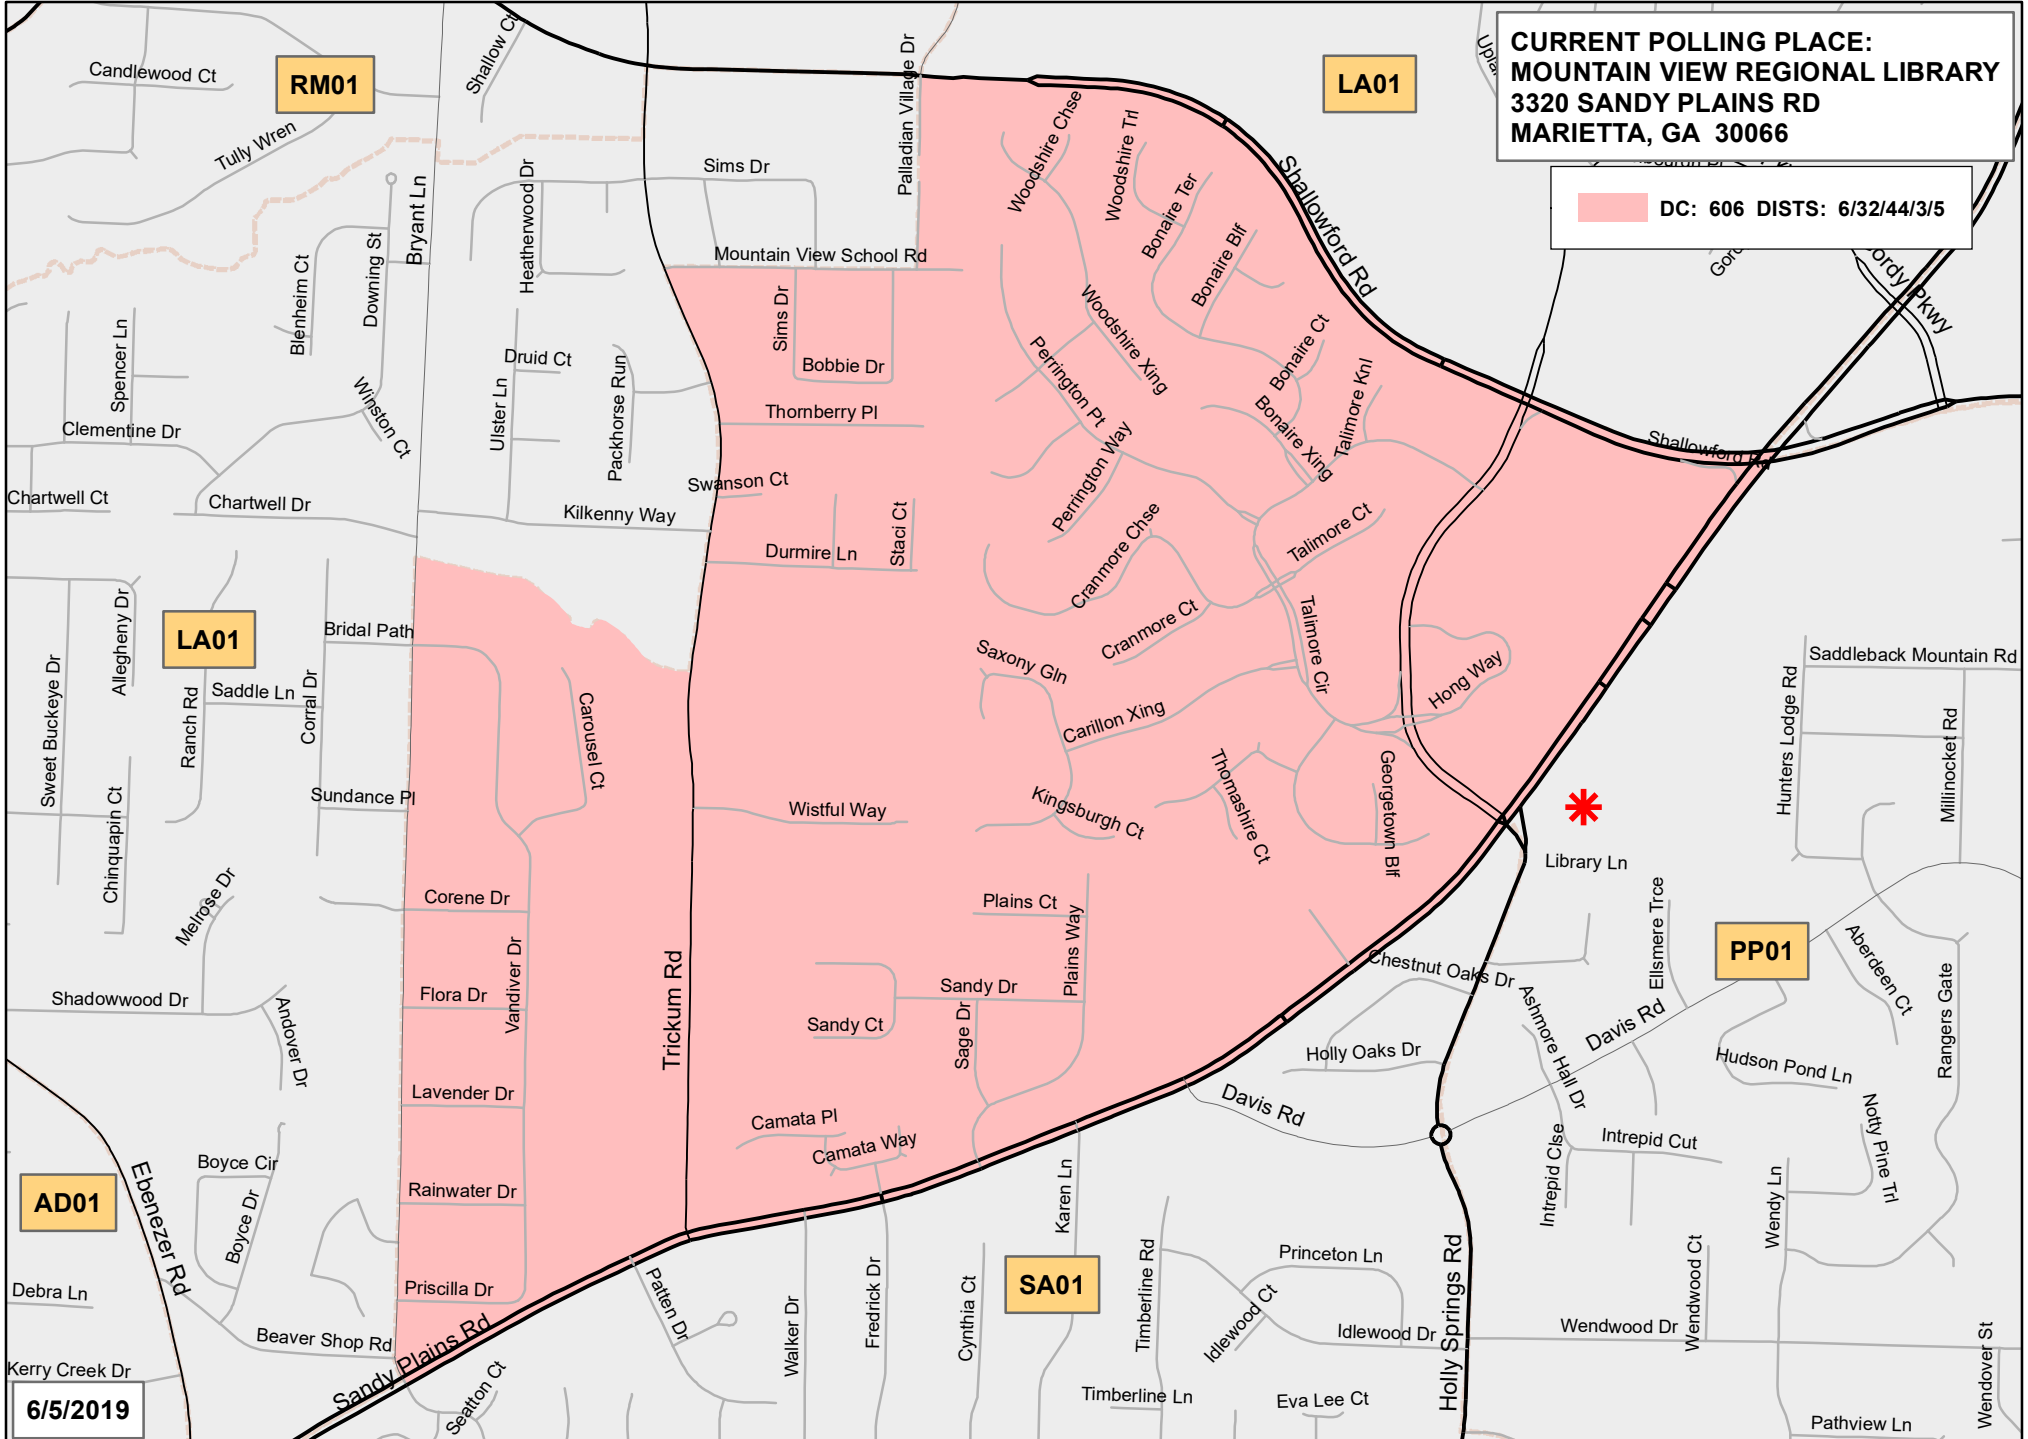 CURRENT POLLING PLACE:
MOUNTAIN VIEW REGIONAL LIBRARY
3320 SANDY PLAINS RD
MARIETTA, GA 30066
DC: 606 DISTS: 6/32/44/3/5
RM01
LA01
Candlewood Ct
Tully Wren
Shallow Ct
Palladian Village Dr
Sims Dr
Heatherwood Dr
Bryant Ln
Downing St
Blenheim Ct
Mountain View School Rd
Woodshire Chse
Woodshire Trl
Bonaire Ter
Bonaire Blf
Shallowford Rd
Sims Dr
Bobbie Dr
Spencer Ln
Winston Ct
Druid Ct
Ulster Ln
Packhorse Run
Thornberry Pl
Woodshire Xing
Perrington Pt
Bonaire Ct
Talimore Knl
Bonaire Xing
Perrington Way
Shallowford Rd
Clementine Dr
Chartwell Ct
Chartwell Dr
Kilkenny Way
Swanson Ct
Durmire Ln
Staci Ct
Cranmore Chse
Talimore Ct
Allegheny Dr
LA01
Bridal Path
Cranmore Ct
Talimore Cir
Saxony Gln
Hong Way
Saddleback Mountain Rd
Sweet Buckeye Dr
Ranch Rd
Saddle Ln
Corral Dr
Carousel Ct
Carillon Xing
Hunters Lodge Rd
Millinocket Rd
Chinquapin Ct
Sundance Pl
Wistful Way
Kingsburgh Ct
Thomashire Ct
Georgetown Blf
Library Ln
Melrose Dr
Corene Dr
Plains Ct
Plains Way
Ellsmere Trce
PP01
Aberdeen Ct
Rangers Gate
Shadowwood Dr
Andover Dr
Flora Dr
Vandiver Dr
Trickum Rd
Sandy Dr
Sandy Ct
Sage Dr
Chestnut Oaks Dr
Ashmore Hall Dr
Davis Rd
Holly Oaks Dr
Hudson Pond Ln
Lavender Dr
Camata Pl
Camata Way
Davis Rd
Notty Pine Trl
Intrepid Clse
Intrepid Cut
AD01
Ebenezer Rd
Boyce Cir
Boyce Dr
Rainwater Dr
Karen Ln
Wendy Ln
Debra Ln
Priscilla Dr
Patten Dr
Walker Dr
Fredrick Dr
Cynthia Ct
SA01
Timberline Rd
Princeton Ln
Idlewood Ct
Idlewood Dr
Holly Springs Rd
Wendwood Dr
Wendwood Ct
Wendover St
Beaver Shop Rd
Sandy Plains Rd
Kerry Creek Dr
Seatton Ct
Timberline Ln
Eva Lee Ct
Pathview Ln
6/5/2019